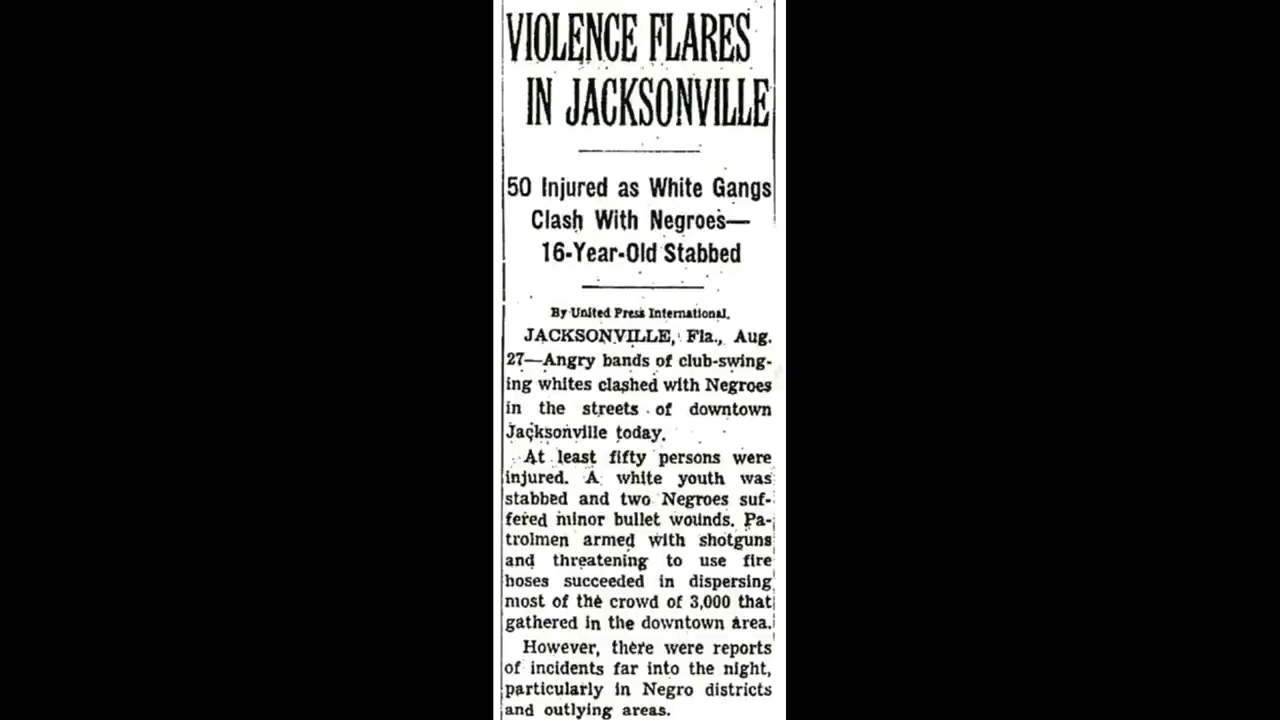 VIOLENCE FLARES
IN JACKSONVILLE
50 Injured as White Gangs
Clash With Negroes—
16-Year-Old Stabbed
By United Press International.
JACKSONVILLE, Fla., Aug.
27—Angry bands of club-swing-
ing whites clashed with Negroes
in the streets of downtown
Jacksonville today.
At least fifty persons were
injured. A white youth was
stabbed and two Negroes suf-
fered minor bullet wounds. Pa-
trolmen armed with shotguns
and threatening to use fire
hoses succeeded in dispersing
most of the crowd of 3,000 that
gathered in the downtown area.
However, there were reports
of incidents far into the night,
particularly in Negro districts
and outlying areas.